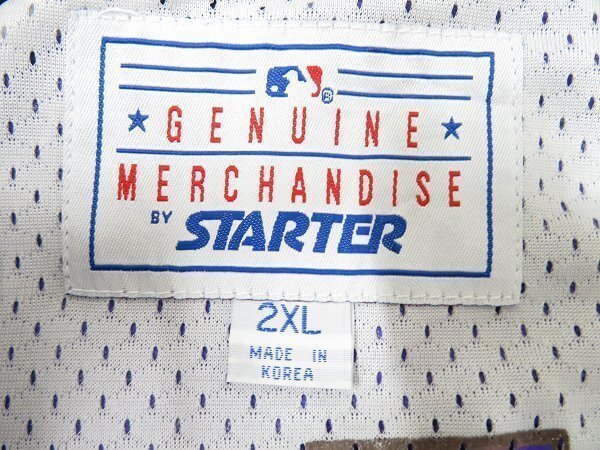 GENUINE
MERCHANDISE
BY STARTER
2XL
MADE IN
KOREA